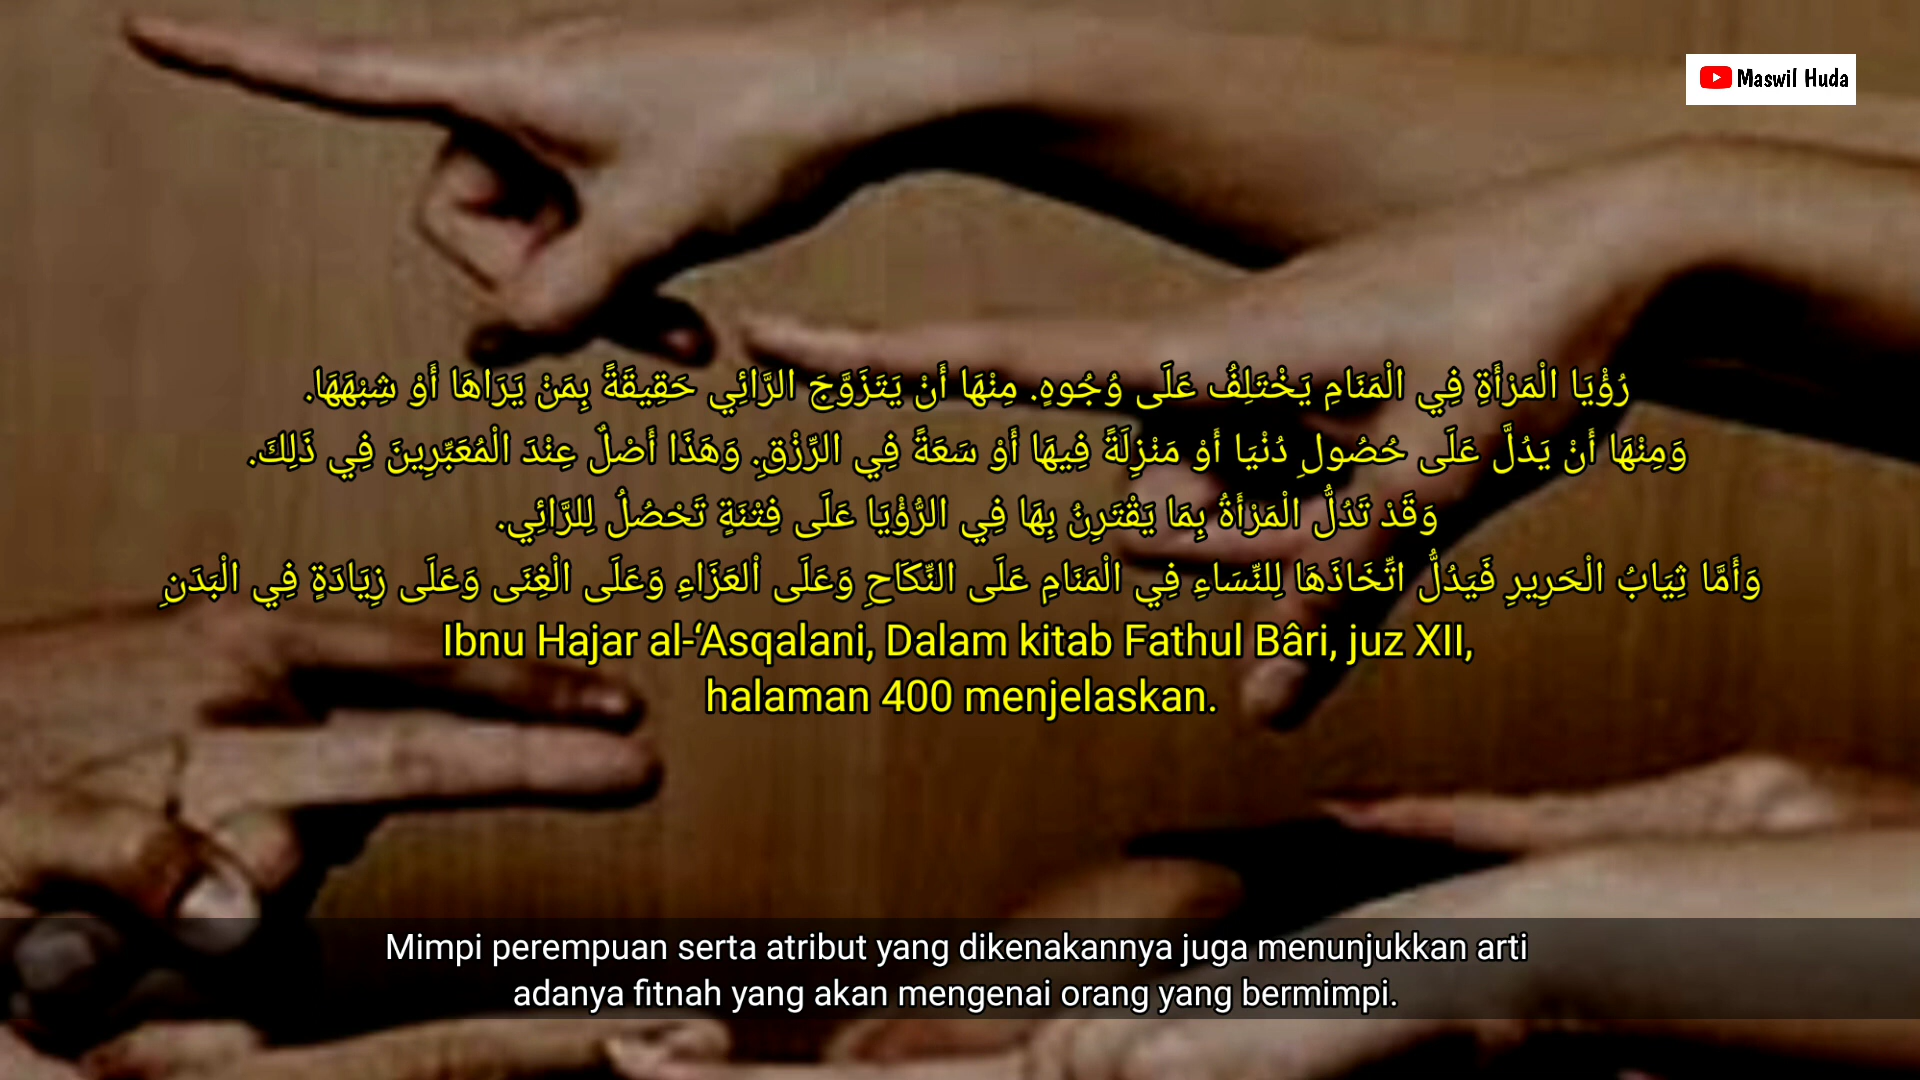 Maswil Huda
رُؤْيَا الْمَرْأَةِ فِي الْمَنَامِ يَخْتَلِفُ عَلَى وُجُوهٍ. مِنْهَا أَنْ يَتَزَوَّجَ الرَّائِي حَقِيقَةً بِمَنْ يَرَاهَا أَوْ شِبْهَهَا.
وَمِنْهَا أَنْ يَدُلَّ عَلَى حُصُولِ دُنْيَا أَوْ مَنْزِلَةً فِيهَا أَوْ سَعَةً فِي الرِّزْقِ. وَهَذَا أَصْلٌ عِنْدَ الْمُعَبِّرِينَ فِي ذَلِكَ.
وَقَدْ تَدُلُّ الْمَرْأَةُ بِمَا يَقْتَرِنُ بِهَا فِي الرُّؤْيَا عَلَى فِتْنَةٍ تَحْصُلُ لِلرَّائِي.
وَأَمَّا ثِيَابُ الْحَرِيرِ فَيَدُلُّ اتِّخَاذَهَا لِلنِّسَاءِ فِي الْمَنَامِ عَلَى النِّكَاحِ وَعَلَى اْلعَزَاءِ وَعَلَى الْغِنَى وَعَلَى زِيَادَةٍ فِي الْبَدَنِ
Ibnu Hajar al-‘Asqalani, Dalam kitab Fathul Bâri, juz XII,
halaman 400 menjelaskan.
Mimpi perempuan serta atribut yang dikenakannya juga menunjukkan arti
adanya fitnah yang akan mengenai orang yang bermimpi.